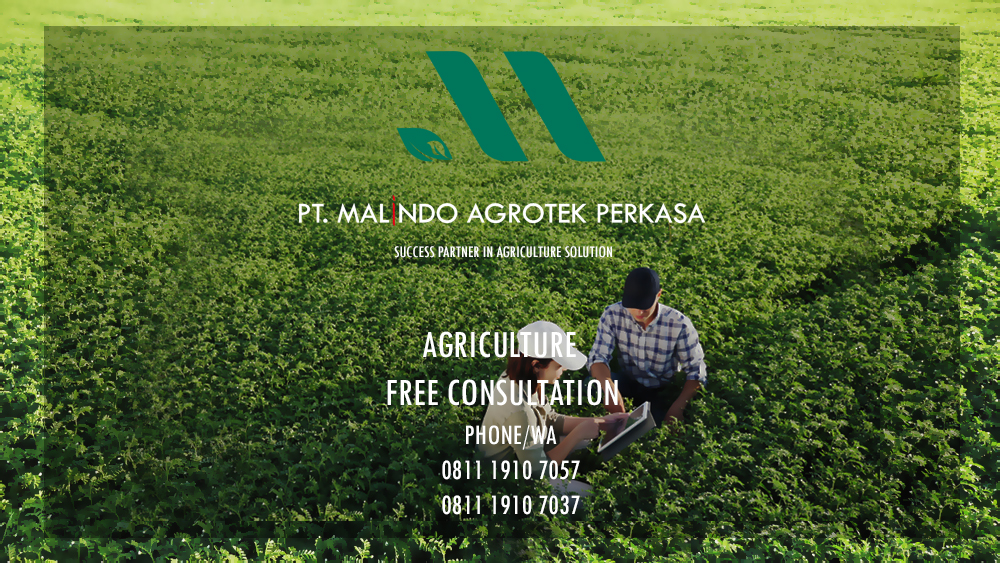 PT. MALINDO AGROTEK PERKASA
SUCCESS PARTNER IN AGRICULTURE SOLUTION
AGRICULTURE
FREE CONSULTATION
PHONE/WA
0811 1910 7057
0811 1910 7037